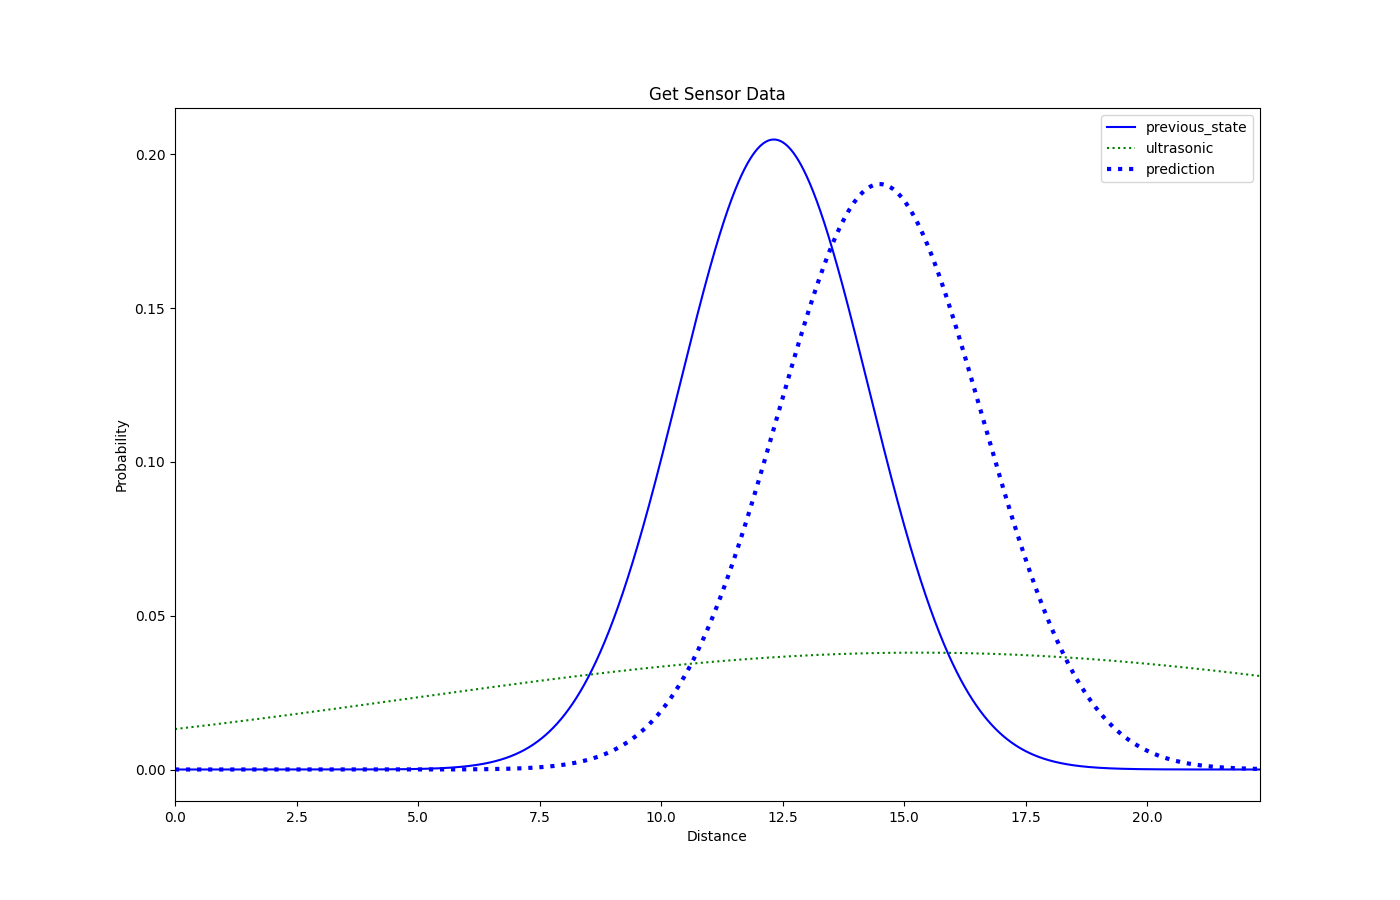 Get Sensor Data
previous_state
ultrasonic
prediction
0.20
0.15
0.10
0.05
0.00
Probability
0.0 2.5 5.0 7.5 10.0 12.5 15.0 17.5 20.0
Distance